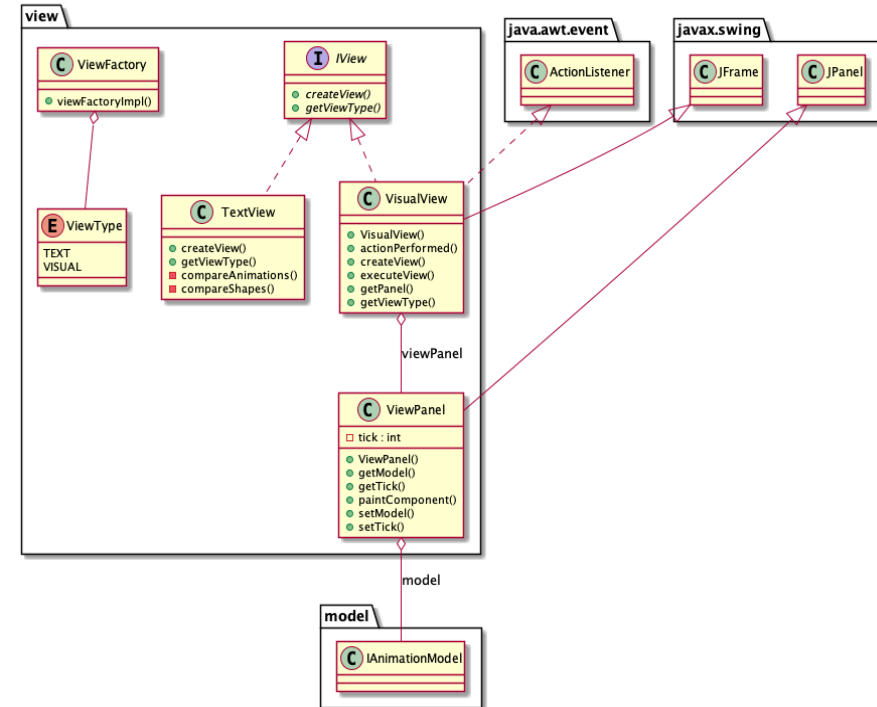 view
C ViewFactory
viewFactoryImpl()
I IView
createView()
getViewType()
java.awt.event
C ActionListener
javax.swing
C JFrame
C JPanel
E ViewType
TEXT
VISUAL
C TextView
createView()
getViewType()
compareAnimations()
compareShapes()
C VisualView
VisualView()
actionPerformed()
createView()
executeView()
getPanel()
getViewType()
viewPanel
C ViewPanel
tick : int
ViewPanel()
getModel()
getTick()
paintComponent()
setModel()
setTick()
model
model
C IAnimationModel